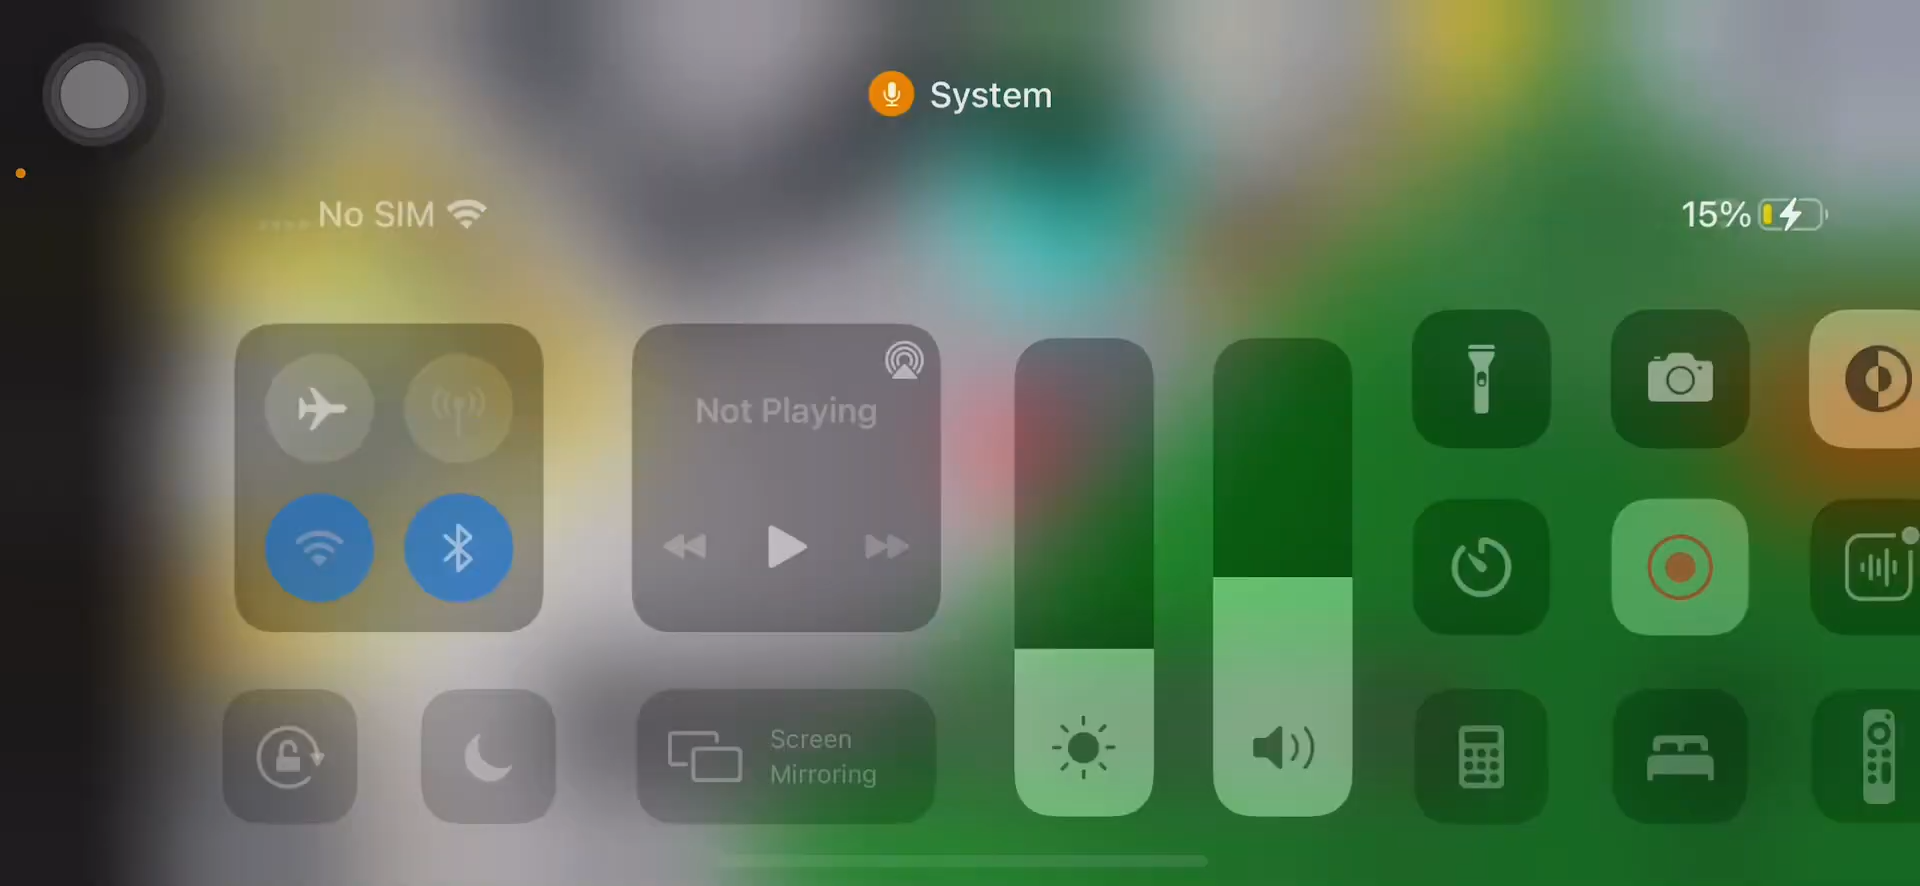 System
No SIM
15%
Not Playing
Screen
Mirroring